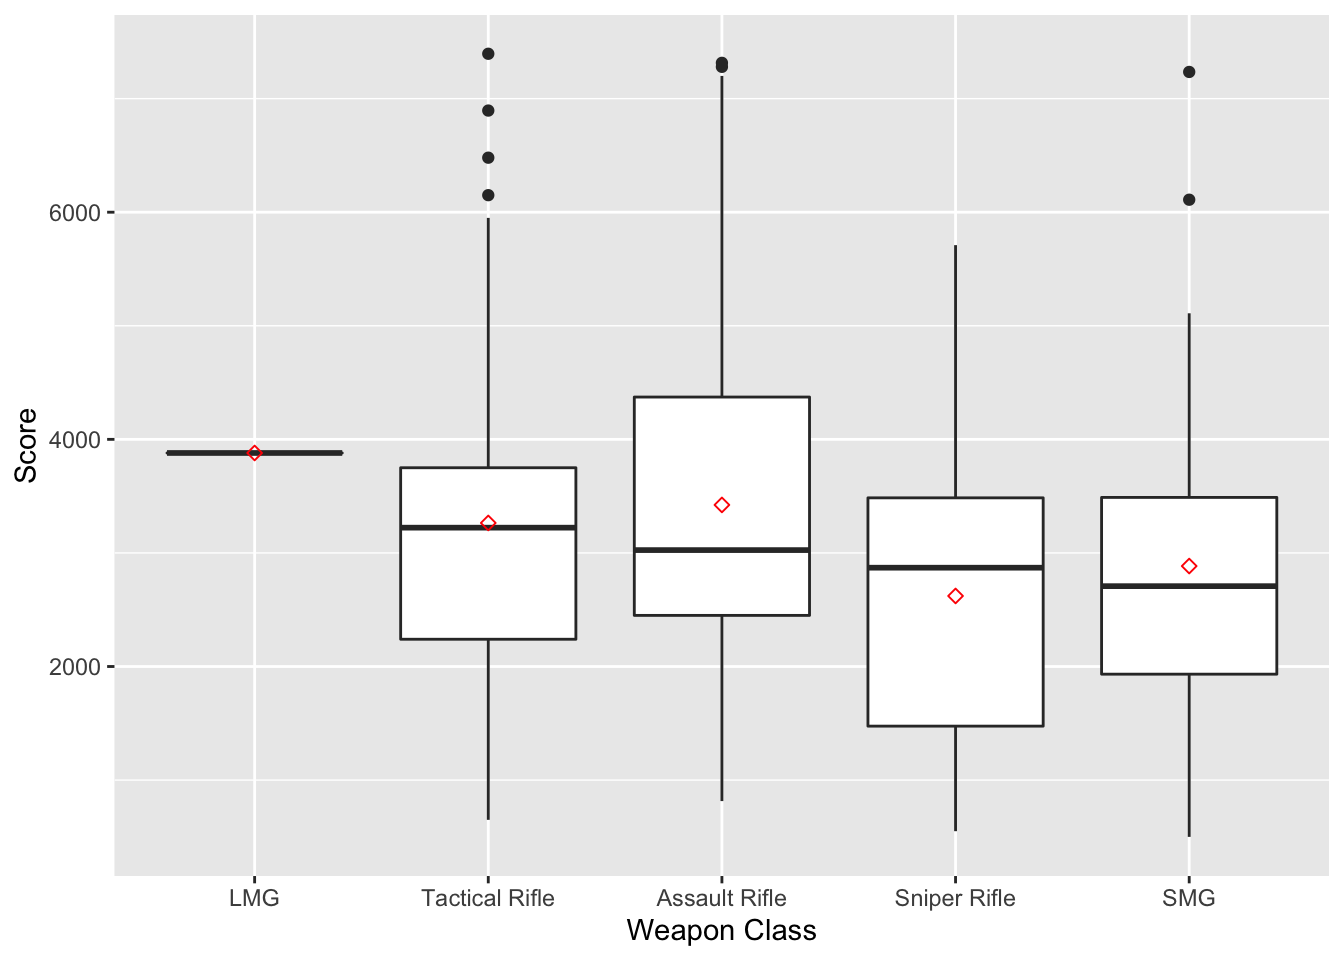 Score
6000
4000
2000
LMG
Tactical Rifle
Assault Rifle
Sniper Rifle
SMG
Weapon Class